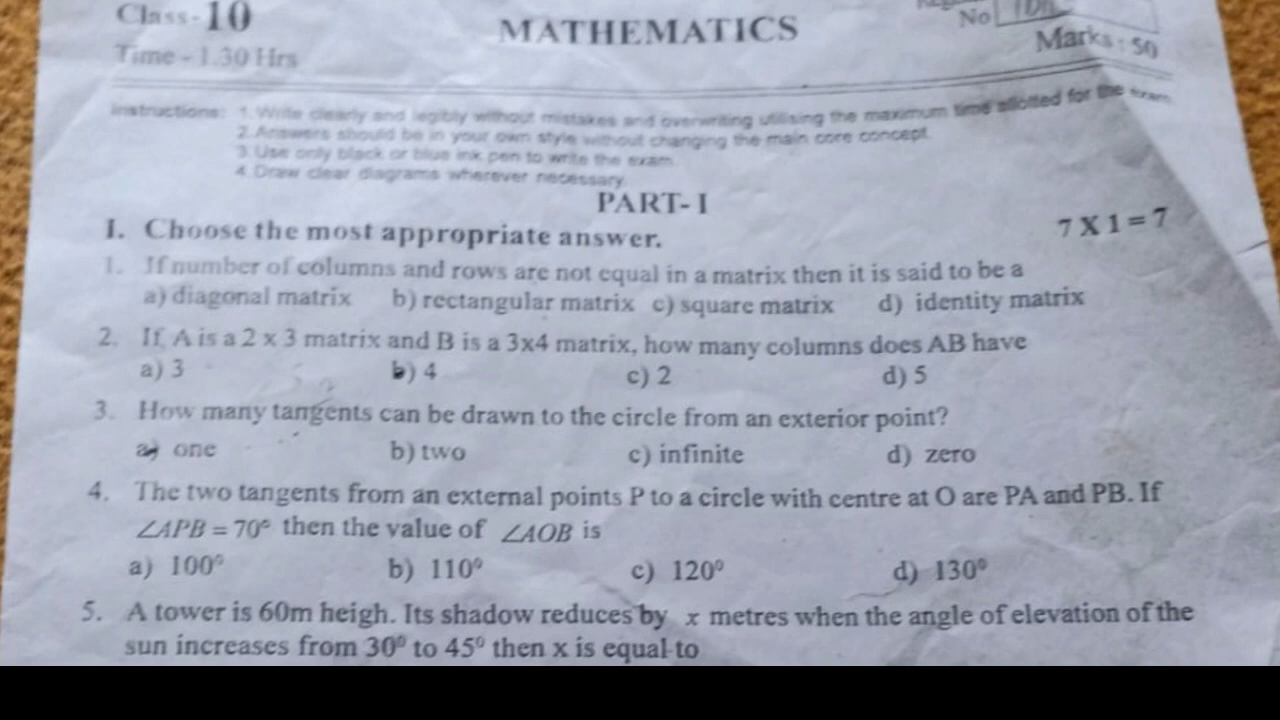 Class-10
MATHEMATICS
No
Time - 1.30 Hrs
Marks : 50
Instructions: 1. Write clearly and legibly without mistakes and overwriting utilising the maximum time allotted for the exam
2. Answers should be in your own style without changing the main core concept
3. Use only black or blue ink pen to write the exam
4. Draw clear diagrams wherever necessary
PART- I
I. Choose the most appropriate answer. 7 X 1 = 7
1. If number of columns and rows are not equal in a matrix then it is said to be a
a) diagonal matrix b) rectangular matrix c) square matrix d) identity matrix
2. If, A is a 2 x 3 matrix and B is a 3x4 matrix, how many columns does AB have
a) 3 b) 4 c) 2 d) 5
3. How many tangents can be drawn to the circle from an exterior point?
a) one b) two c) infinite d) zero
4. The two tangents from an external points P to a circle with centre at O are PA and PB. If
∠APB = 70° then the value of ∠AOB is
a) 100° b) 110° c) 120° d) 130°
5. A tower is 60m heigh. Its shadow reduces by x metres when the angle of elevation of the
sun increases from 30° to 45° then x is equal to